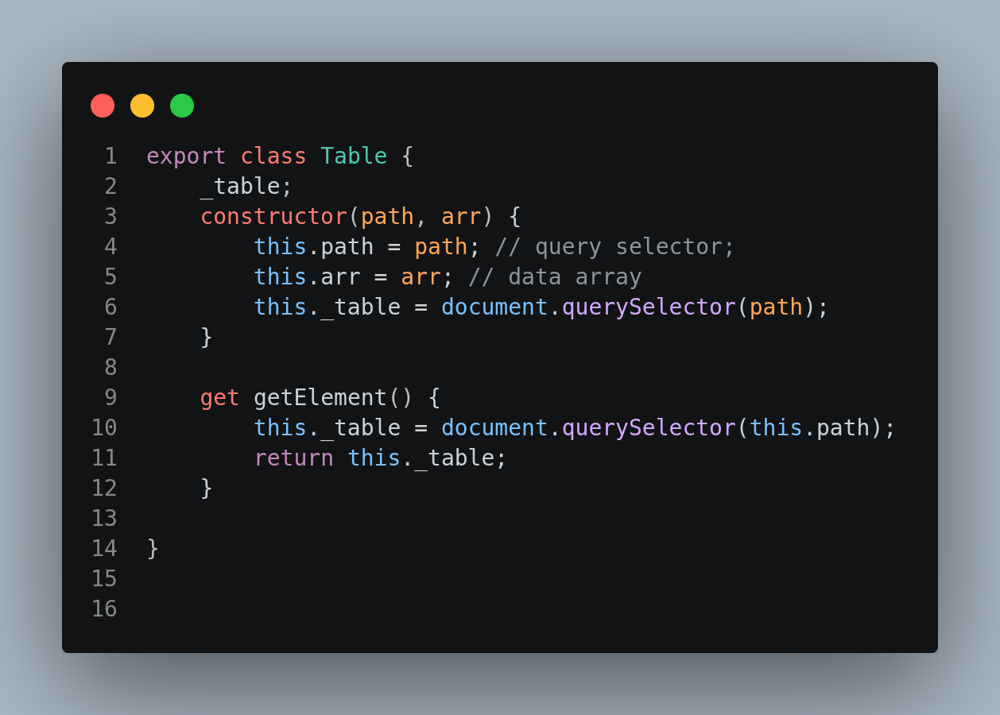 1 export class Table {
2     _table;
3     constructor(path, arr) {
4         this.path = path; // query selector;
5         this.arr = arr; // data array
6         this._table = document.querySelector(path);
7     }
8
9     get getElement() {
10         this._table = document.querySelector(this.path);
11         return this._table;
12     }
13
14 }
15
16